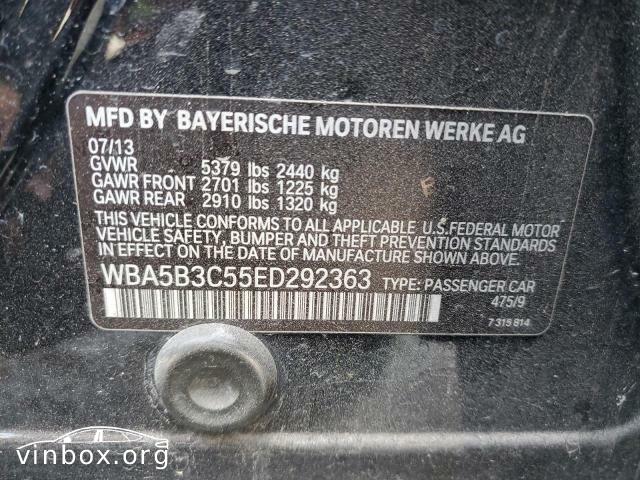 MFD BY BAYERISCHE MOTOREN WERKE AG
07/13
GVWR 5379 lbs 2440 kg
GAWR FRONT 2701 lbs 1225 kg
GAWR REAR 2910 lbs 1320 kg
THIS VEHICLE CONFORMS TO ALL APPLICABLE U.S.FEDERAL MOTOR
VEHICLE SAFETY, BUMPER AND THEFT PREVENTION STANDARDS
IN EFFECT ON THE DATE OF MANUFACTURE SHOWN ABOVE.
WBA5B3C55ED292363 TYPE: PASSENGER CAR
475/9
7 315 814
vinbox.org